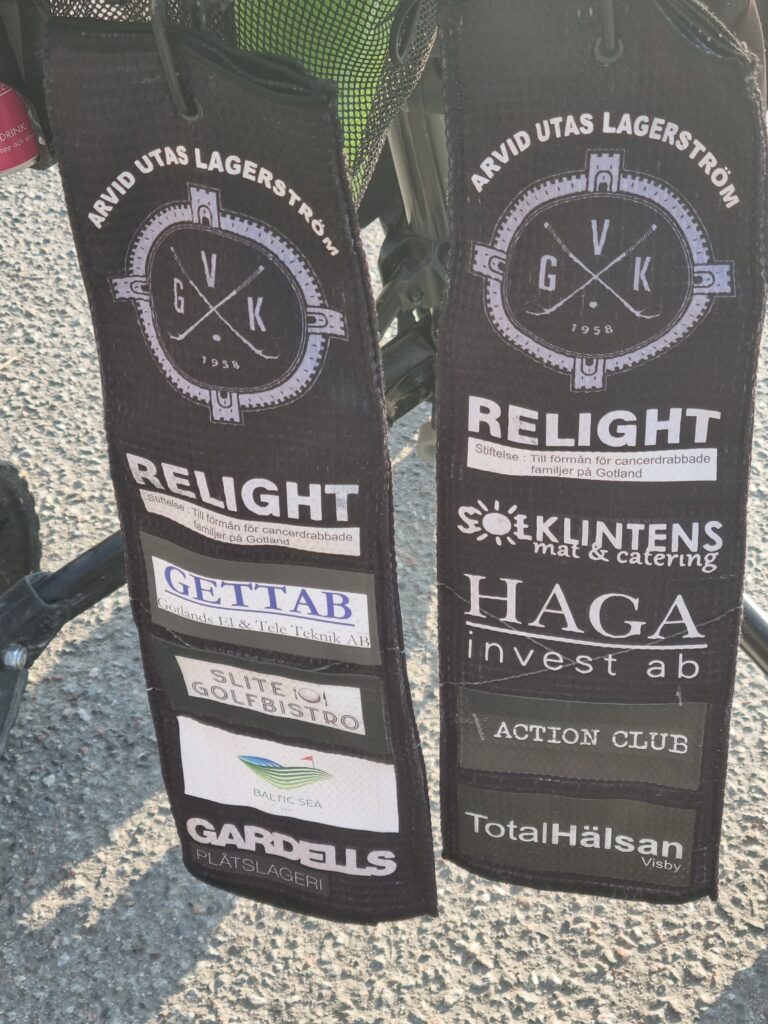 DRINK
ARVID UTAS LAGERSTRÖM
G V K
1958
RELIGHT
Stiftelse : Till förmån för cancerdrabbade
familjer på Gotland
GETTAB
Gotlands El & Tele Teknik AB
SLITE
GOLFBISTRO
BALTIC SEA
GARDELLS
PLÅTSLAGERI
ARVID UTAS LAGERSTRÖM
G V K
1958
RELIGHT
Stiftelse : Till förmån för cancerdrabbade
familjer på Gotland
SOLKLINTENS
mat & catering
HAGA
invest ab
ACTION CLUB
TotalHälsan
Visby